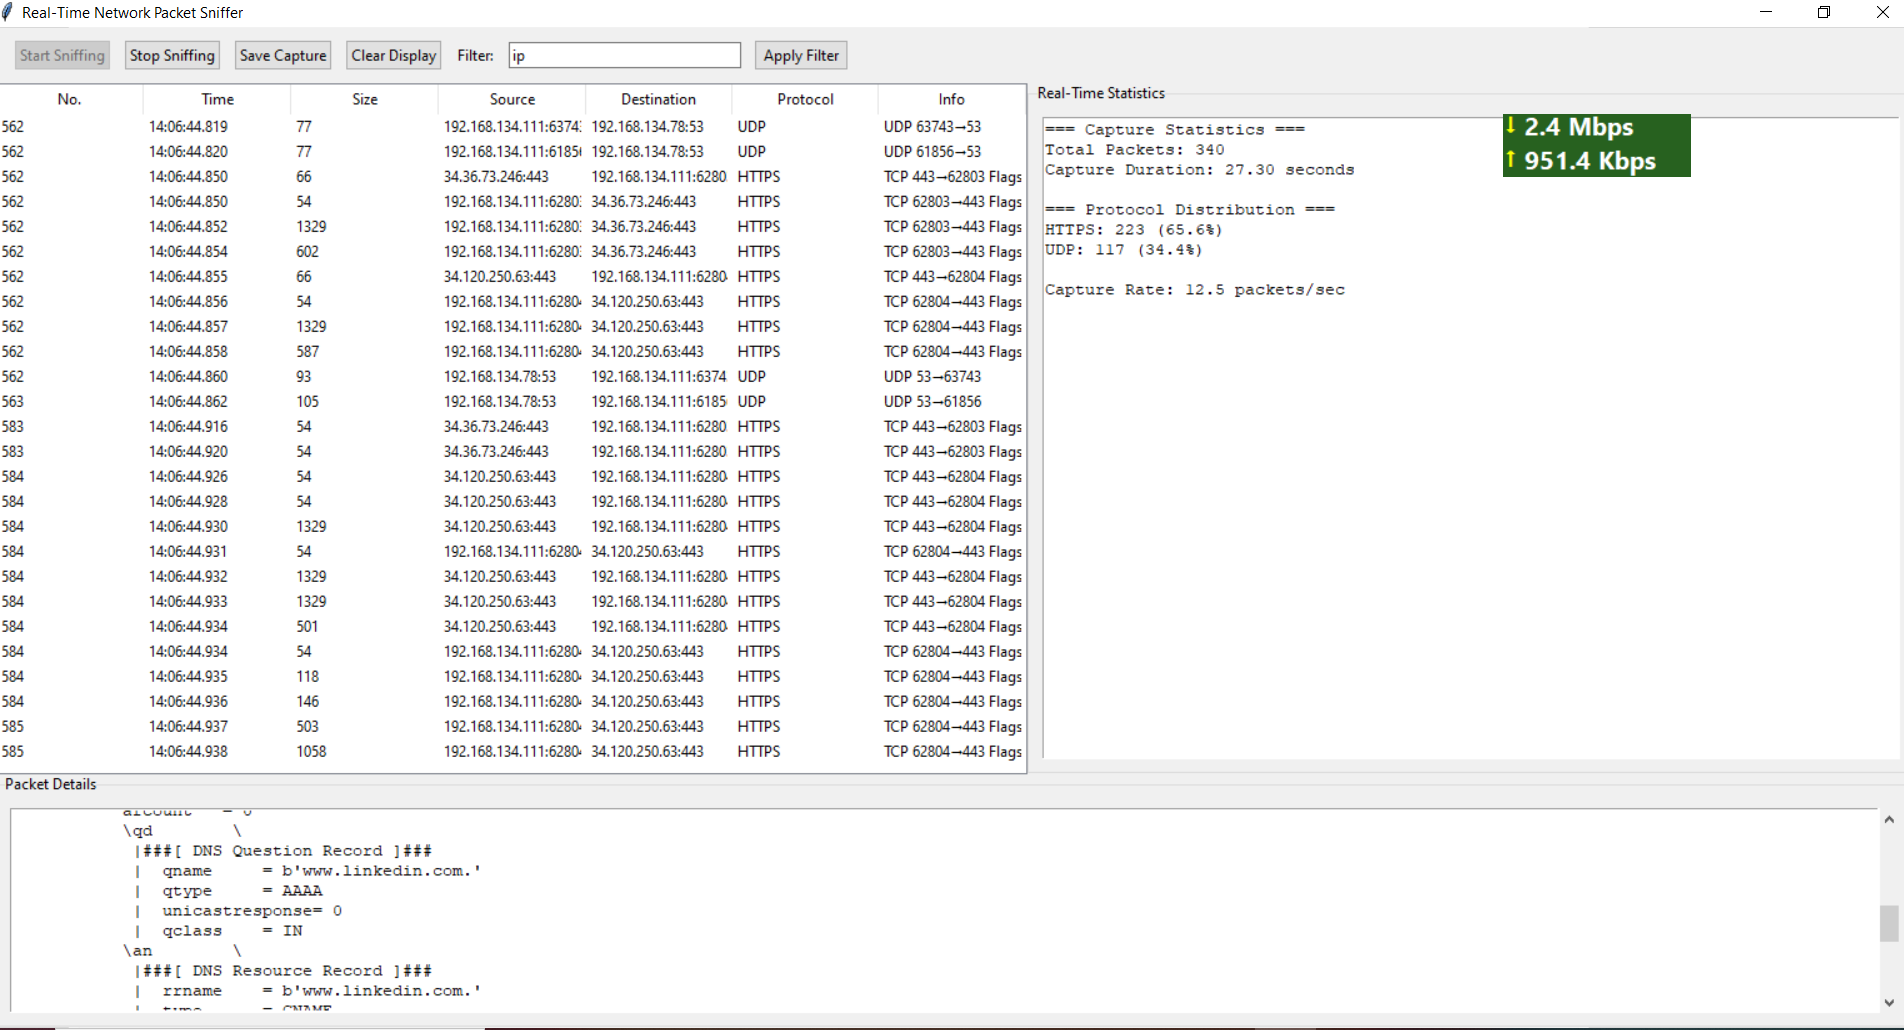 Real-Time Network Packet Sniffer
Start Sniffing Stop Sniffing Save Capture Clear Display Filter: ip Apply Filter
No. Time Size Source Destination Protocol Info
562 14:06:44.819 77 192.168.134.111:63743 192.168.134.78:53 UDP UDP 63743→53
562 14:06:44.820 77 192.168.134.111:61856 192.168.134.78:53 UDP UDP 61856→53
562 14:06:44.850 66 34.36.73.246:443 192.168.134.111:6280 HTTPS TCP 443→62803 Flags
562 14:06:44.850 54 192.168.134.111:62803 34.36.73.246:443 HTTPS TCP 62803→443 Flags
562 14:06:44.852 1329 192.168.134.111:62803 34.36.73.246:443 HTTPS TCP 62803→443 Flags
562 14:06:44.854 602 192.168.134.111:62803 34.36.73.246:443 HTTPS TCP 62803→443 Flags
562 14:06:44.855 66 34.120.250.63:443 192.168.134.111:6280 HTTPS TCP 443→62804 Flags
562 14:06:44.856 54 192.168.134.111:62804 34.120.250.63:443 HTTPS TCP 62804→443 Flags
562 14:06:44.857 1329 192.168.134.111:62804 34.120.250.63:443 HTTPS TCP 62804→443 Flags
562 14:06:44.858 587 192.168.134.111:62804 34.120.250.63:443 HTTPS TCP 62804→443 Flags
562 14:06:44.860 93 192.168.134.78:53 192.168.134.111:6374 UDP UDP 53→63743
563 14:06:44.862 105 192.168.134.78:53 192.168.134.111:6185 UDP UDP 53→61856
583 14:06:44.916 54 34.36.73.246:443 192.168.134.111:6280 HTTPS TCP 443→62803 Flags
583 14:06:44.920 54 34.36.73.246:443 192.168.134.111:6280 HTTPS TCP 443→62803 Flags
584 14:06:44.926 54 34.120.250.63:443 192.168.134.111:6280 HTTPS TCP 443→62804 Flags
584 14:06:44.928 54 34.120.250.63:443 192.168.134.111:6280 HTTPS TCP 443→62804 Flags
584 14:06:44.930 1329 34.120.250.63:443 192.168.134.111:6280 HTTPS TCP 443→62804 Flags
584 14:06:44.931 54 192.168.134.111:62804 34.120.250.63:443 HTTPS TCP 62804→443 Flags
584 14:06:44.932 1329 34.120.250.63:443 192.168.134.111:6280 HTTPS TCP 443→62804 Flags
584 14:06:44.933 1329 34.120.250.63:443 192.168.134.111:6280 HTTPS TCP 443→62804 Flags
584 14:06:44.934 501 34.120.250.63:443 192.168.134.111:6280 HTTPS TCP 443→62804 Flags
584 14:06:44.934 54 192.168.134.111:62804 34.120.250.63:443 HTTPS TCP 62804→443 Flags
584 14:06:44.935 118 192.168.134.111:62804 34.120.250.63:443 HTTPS TCP 62804→443 Flags
584 14:06:44.936 146 192.168.134.111:62804 34.120.250.63:443 HTTPS TCP 62804→443 Flags
585 14:06:44.937 503 192.168.134.111:62804 34.120.250.63:443 HTTPS TCP 62804→443 Flags
585 14:06:44.938 1058 192.168.134.111:62804 34.120.250.63:443 HTTPS TCP 62804→443 Flags
Real-Time Statistics
=== Capture Statistics ===
Total Packets: 340
Capture Duration: 27.30 seconds
=== Protocol Distribution ===
HTTPS: 223 (65.6%)
UDP: 117 (34.4%)
Capture Rate: 12.5 packets/sec
↓ 2.4 Mbps
↑ 951.4 Kbps
Packet Details
arcount = 0
\qd \
|###[ DNS Question Record ]###
| qname = b'www.linkedin.com.'
| qtype = AAAA
| unicastresponse= 0
| qclass = IN
\an \
|###[ DNS Resource Record ]###
| rrname = b'www.linkedin.com.'
| type = CNAME